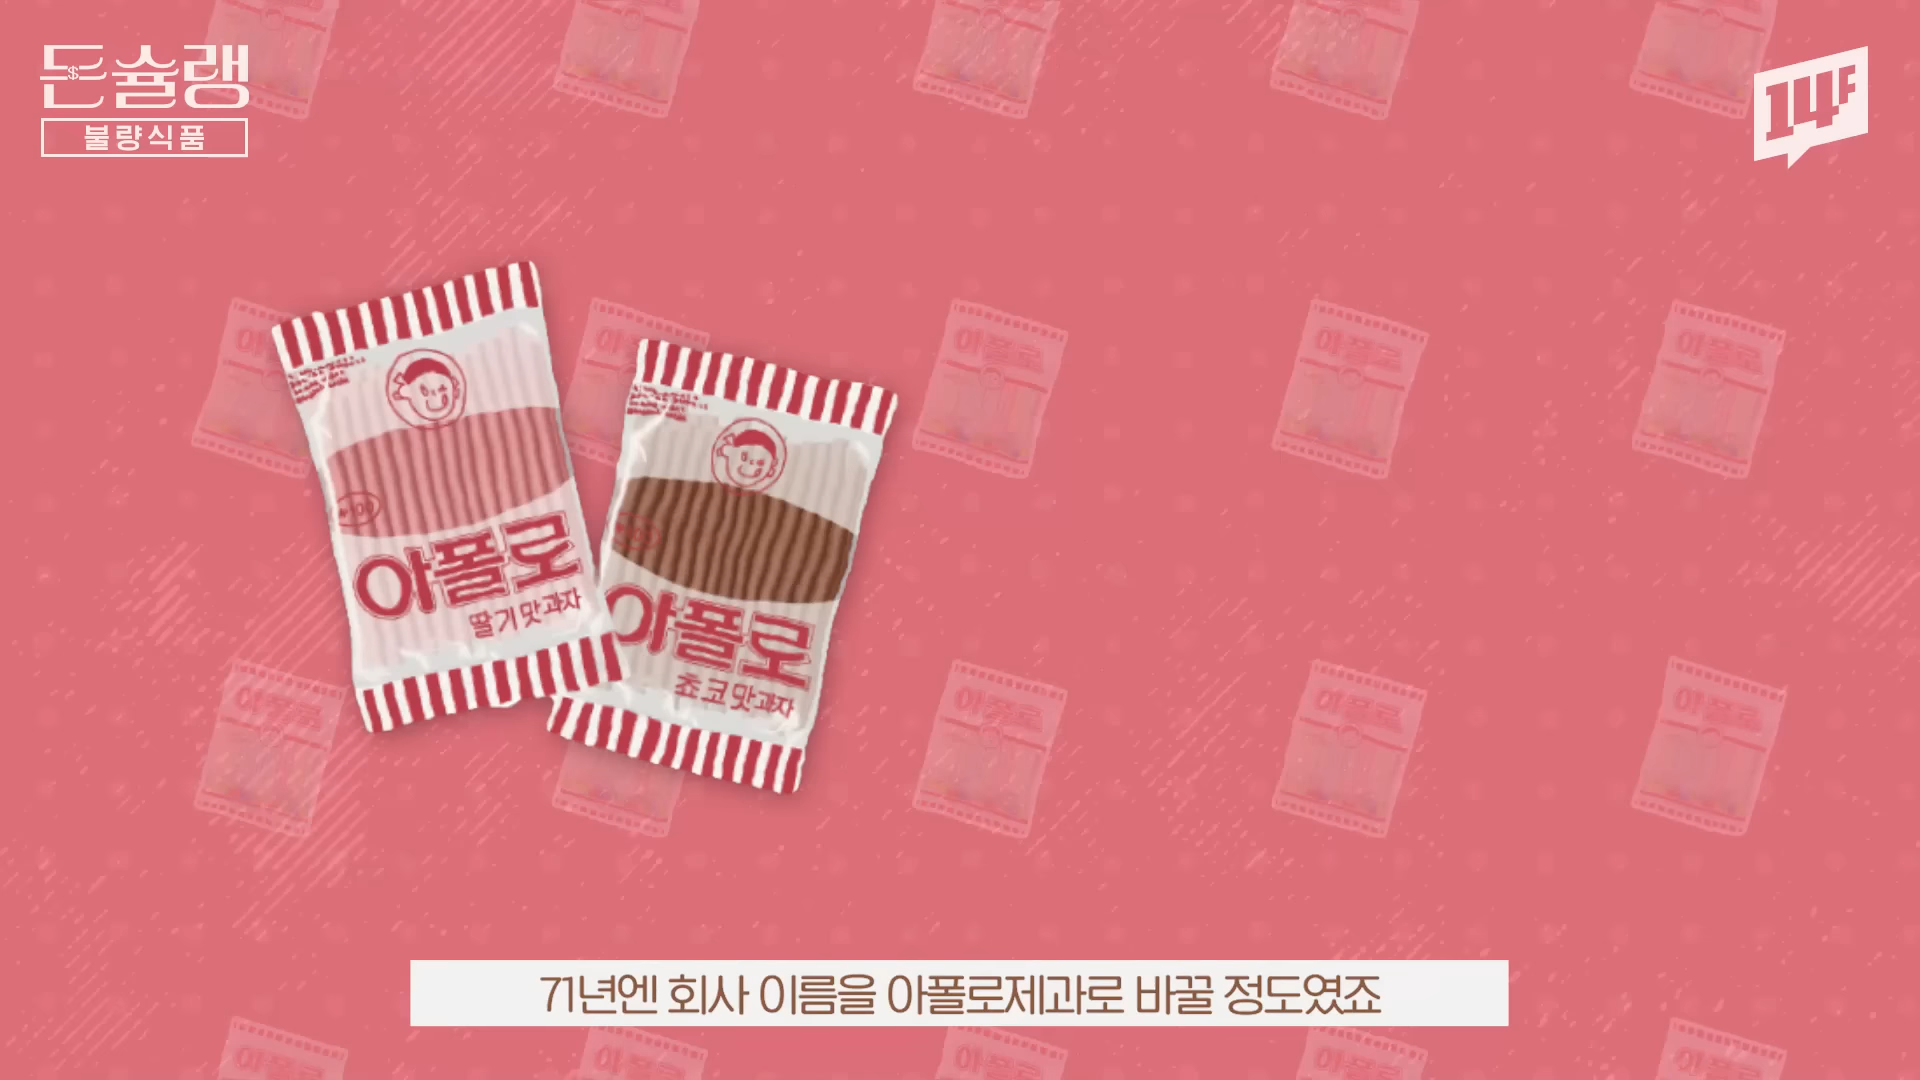 돈슐랭
불량식품
14F
아폴로
딸기맛과자
아폴로
쵸코맛과자
71년엔 회사 이름을 아폴로제과로 바꿀 정도였죠